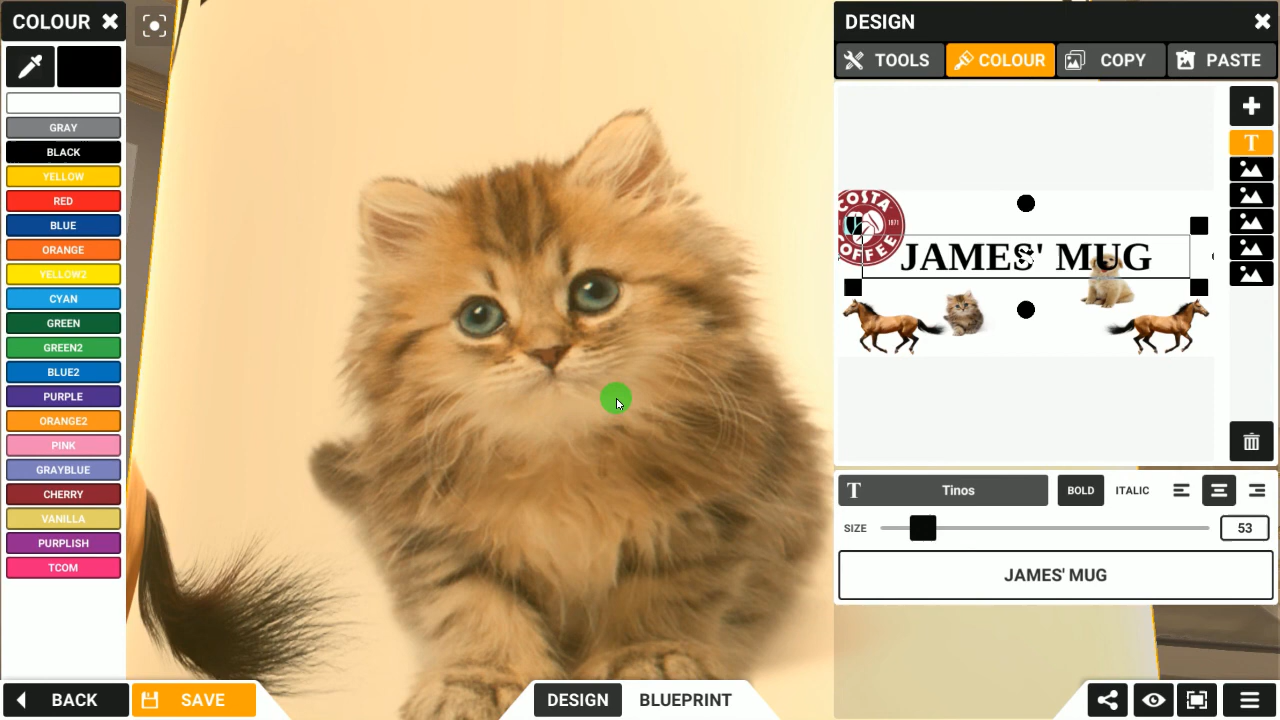 COLOUR
GRAY
BLACK
YELLOW
RED
BLUE
ORANGE
YELLOW2
CYAN
GREEN
GREEN2
BLUE2
PURPLE
ORANGE2
PINK
GRAYBLUE
CHERRY
VANILLA
PURPLISH
TCOM
BACK
SAVE
DESIGN
BLUEPRINT
DESIGN
TOOLS
COLOUR
COPY
PASTE
T
COSTA
1871
COFFEE
JAMES' MUG
T
Tinos
BOLD
ITALIC
SIZE
53
JAMES' MUG